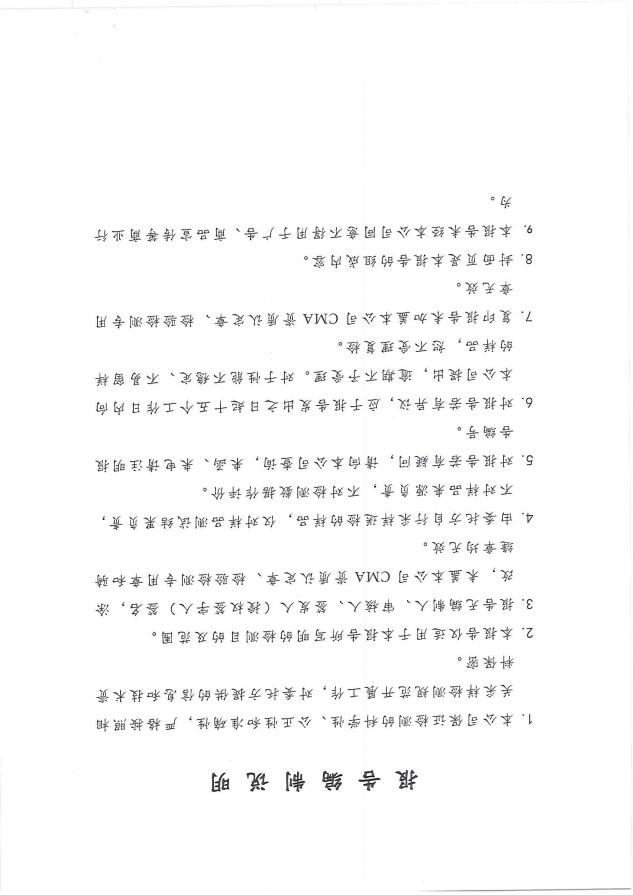 报告编制说明
1. 本公司保证检测的科学性、公正性和准确性，严格按照相
关采样检测规范开展工作，对委托方提供的信息和技术资
料保密。
2. 本报告仅适用于本报告所写明的检测目的及范围。
3. 报告无编制人、审核人、签发人（授权签字人）签名，涂
改，未盖本公司 CMA 资质认定章、检验检测专用章和骑
缝章均无效。
4. 由委托方自行采样送检的样品，仅对样品测试结果负责，
不对样品来源负责，不对检测数据作评价。
5. 对报告若有疑问，请向本公司查询，来函、来电请注明报
告编号。
6. 对报告若有异议，应于报告发出之日起十五个工作日内向
本公司提出，逾期不予受理。对于性能不稳定、不易留样
的样品，恕不受理复检。
7. 复印报告未加盖本公司 CMA 资质认定章、检验检测专用
章无效。
8. 封面页是本报告的组成内容。
9. 本报告未经本公司同意不得用于广告、商品宣传等商业行
为。